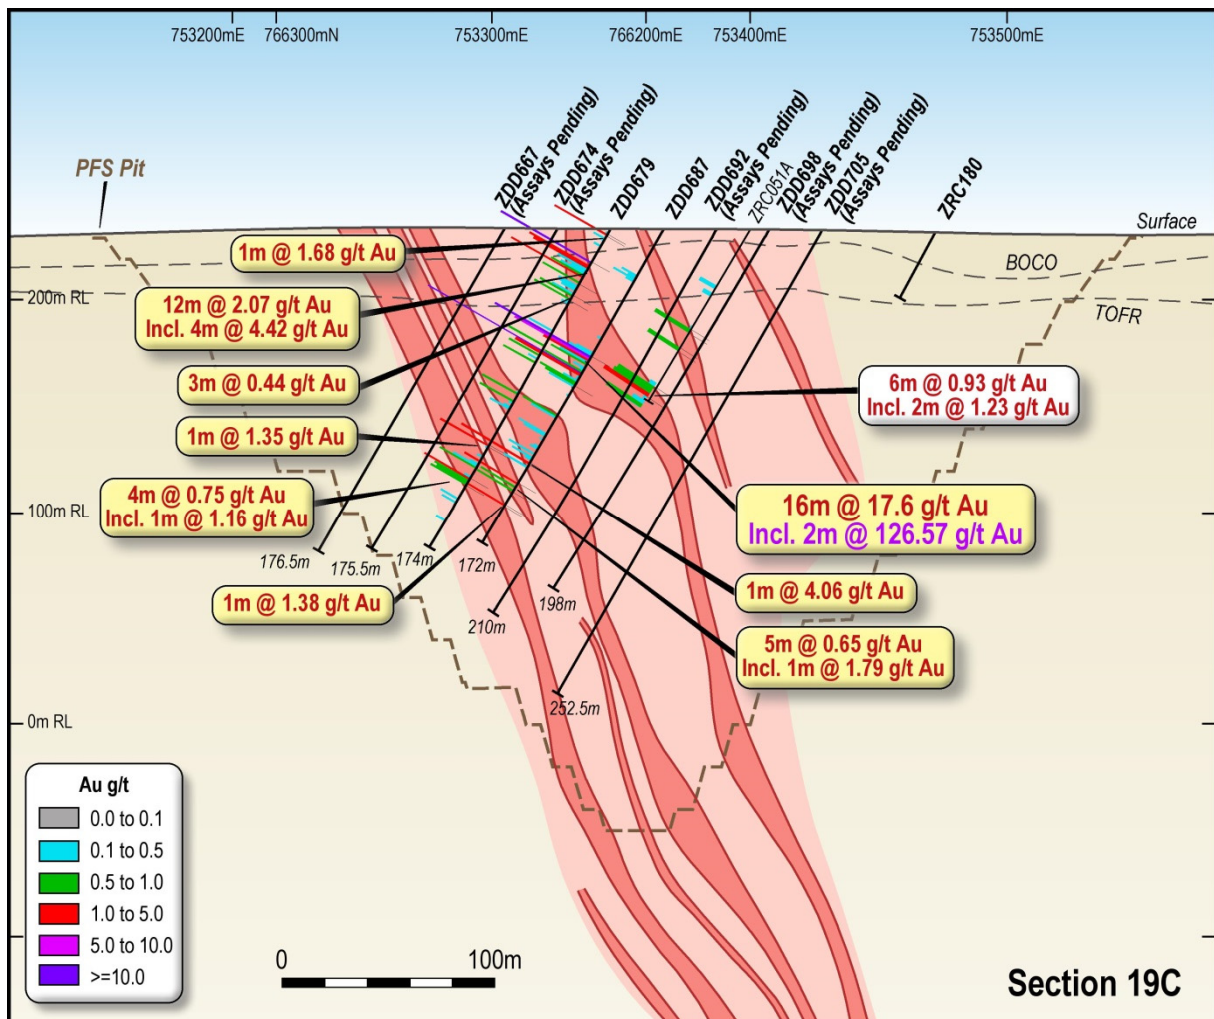 753200mE
766300mN
753300mE
766200mE
753400mE
753500mE
PFS Pit
ZDD667
(Assays Pending)
ZDD674
(Assays Pending)
ZDD679
ZDD687
ZDD692
(Assays Pending)
ZRC051A
ZDD698
(Assays Pending)
ZDD705
(Assays Pending)
ZRC180
Surface
BOCO
TOFR
200m RL
100m RL
0m RL
1m @ 1.68 g/t Au
12m @ 2.07 g/t Au
Incl. 4m @ 4.42 g/t Au
3m @ 0.44 g/t Au
1m @ 1.35 g/t Au
4m @ 0.75 g/t Au
Incl. 1m @ 1.16 g/t Au
1m @ 1.38 g/t Au
6m @ 0.93 g/t Au
Incl. 2m @ 1.23 g/t Au
16m @ 17.6 g/t Au
Incl. 2m @ 126.57 g/t Au
1m @ 4.06 g/t Au
5m @ 0.65 g/t Au
Incl. 1m @ 1.79 g/t Au
176.5m
175.5m
174m
172m
210m
198m
252.5m
Au g/t
0.0 to 0.1
0.1 to 0.5
0.5 to 1.0
1.0 to 5.0
5.0 to 10.0
>=10.0
0
100m
Section 19C